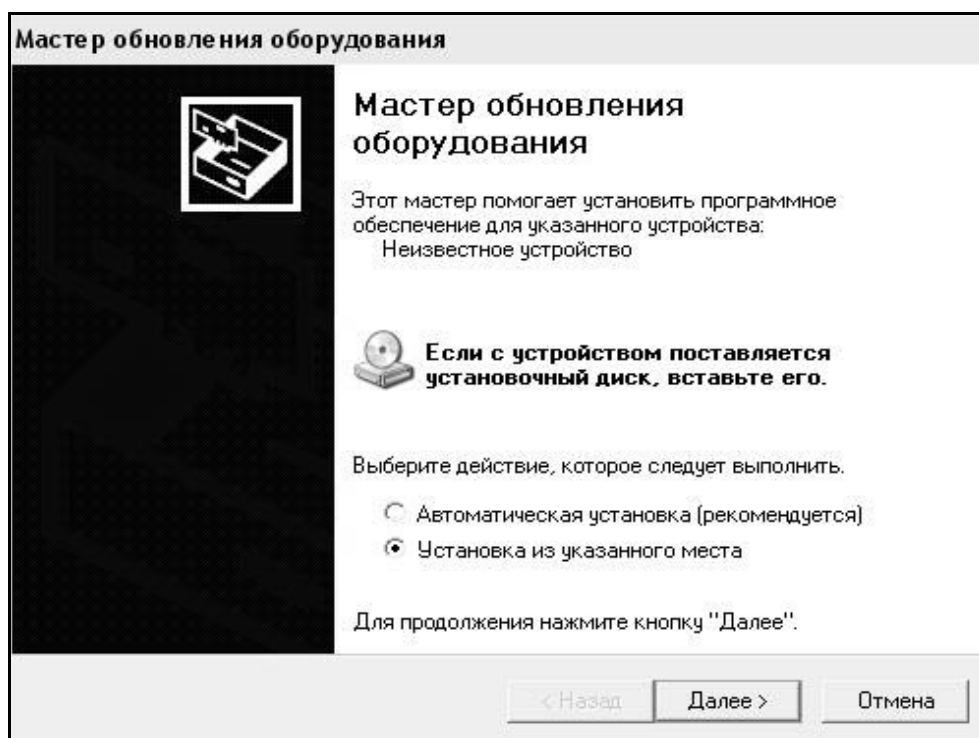 Мастер обновления оборудования
Мастер обновления
оборудования
Этот мастер помогает установить программное
обеспечение для указанного устройства:
Неизвестное устройство
Если с устройством поставляется
установочный диск, вставьте его.
Выберите действие, которое следует выполнить.
Автоматическая установка (рекомендуется)
Установка из указанного места
Для продолжения нажмите кнопку "Далее".
< Назад Далее > Отмена